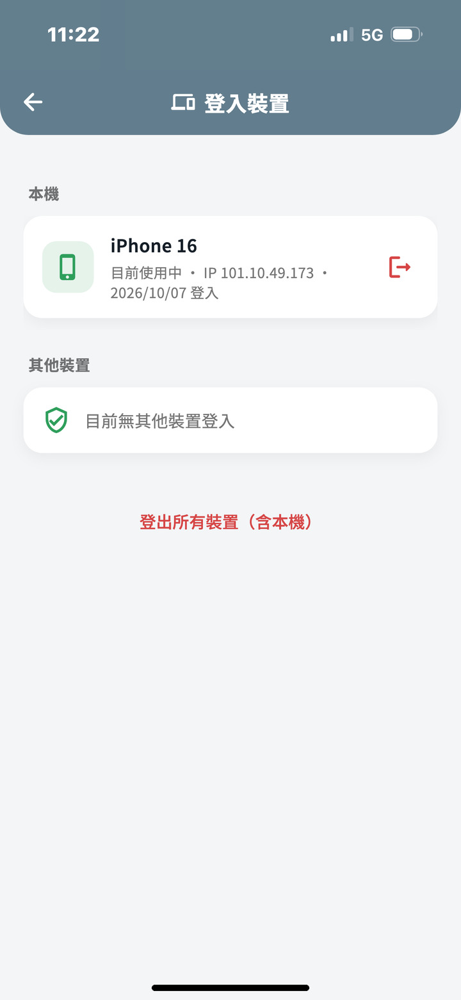 11:22
5G
登入裝置
本機
iPhone 16
目前使用中 • IP 101.10.49.173 •
2026/10/07 登入
其他裝置
目前無其他裝置登入
登出所有裝置（含本機）